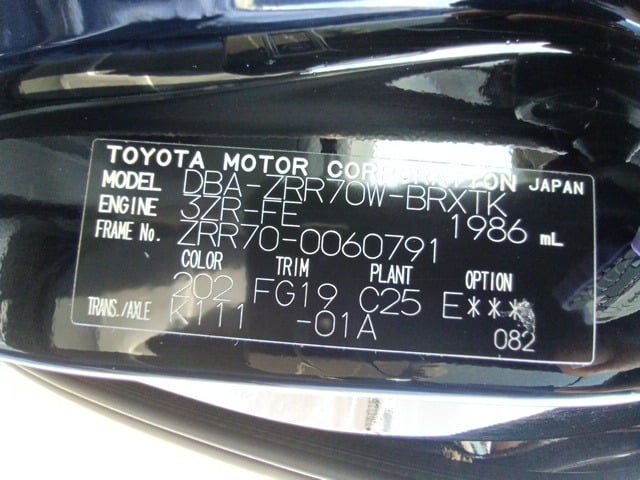 TOYOTA MOTOR CORPORATION JAPAN
MODEL DBA-ZRR70W-BRXTK
ENGINE 3ZR-FE 1986 mL
FRAME No. ZRR70-0060791
COLOR TRIM PLANT OPTION
202 FG19 C25 E***
TRANS./AXLE K111 -01A
082